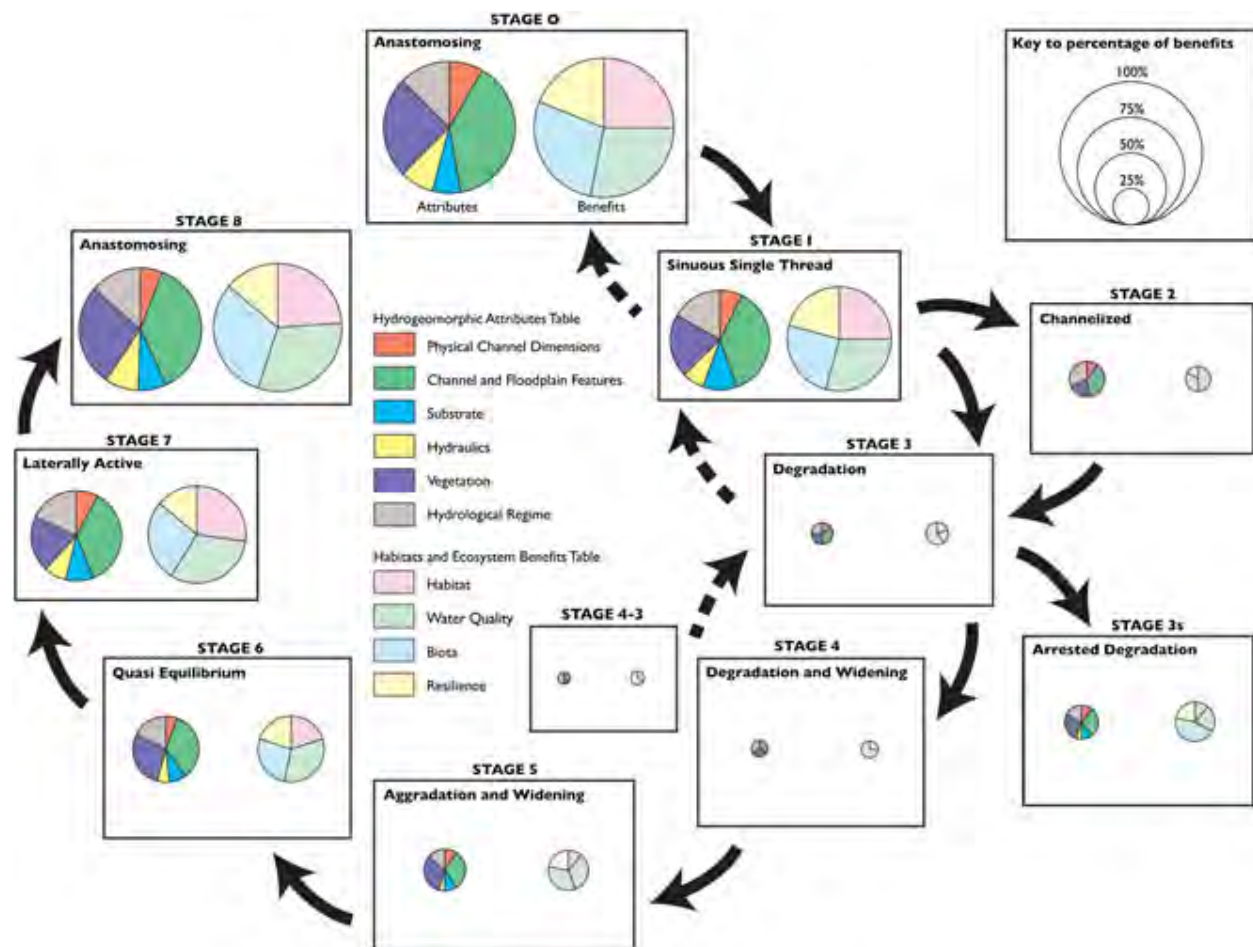 STAGE 0
Anastomosing
Attributes
Benefits
Key to percentage of benefits
100%
75%
50%
25%
STAGE 8
Anastomosing
STAGE 1
Sinuous Single Thread
STAGE 2
Channelized
Hydrogeomorphic Attributes Table
Physical Channel Dimensions
Channel and Floodplain Features
Substrate
Hydraulics
Vegetation
Hydrological Regime
Habitats and Ecosystem Benefits Table
Habitat
Water Quality
Biota
Resilience
STAGE 7
Laterally Active
STAGE 3
Degradation
STAGE 4-3
STAGE 3s
Arrested Degradation
STAGE 6
Quasi Equilibrium
STAGE 4
Degradation and Widening
STAGE 5
Aggradation and Widening